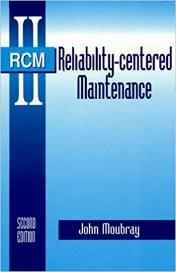 RCM
II
Reliability-centered
Maintenance
SECOND
EDITION
John Moubray